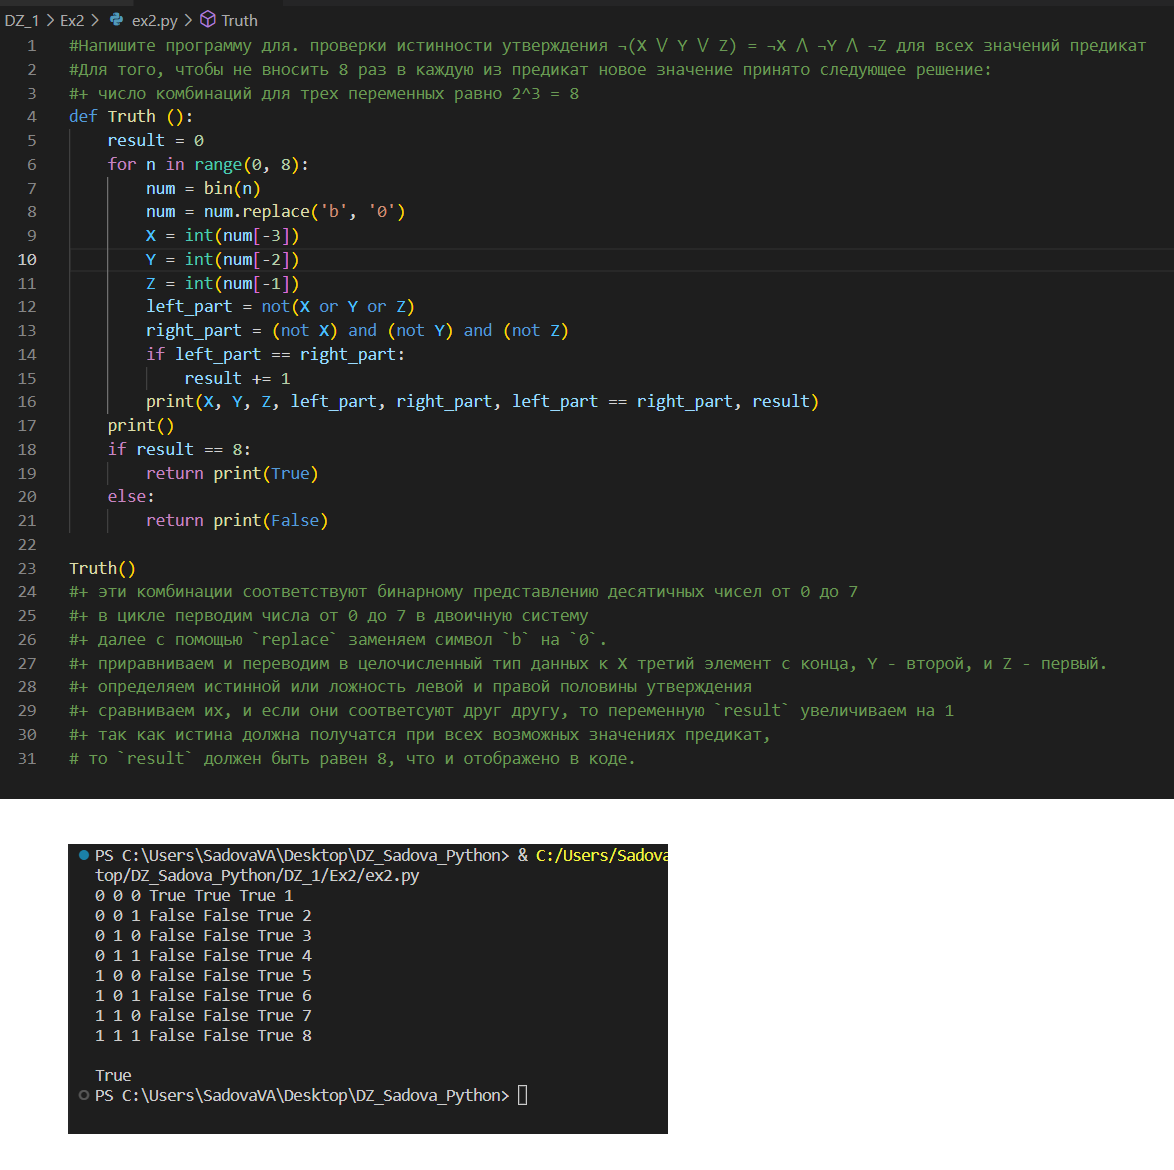 DZ_1 > Ex2 > ex2.py > Truth
1 #Напишите программу для. проверки истинности утверждения ¬(X ⋁ Y ⋁ Z) = ¬X ⋀ ¬Y ⋀ ¬Z для всех значений предикат
2 #Для того, чтобы не вносить 8 раз в каждую из предикат новое значение принято следующее решение:
3 #+ число комбинаций для трех переменных равно 2^3 = 8
4 def Truth ():
5     result = 0
6     for n in range(0, 8):
7         num = bin(n)
8         num = num.replace('b', '0')
9         X = int(num[-3])
10         Y = int(num[-2])
11         Z = int(num[-1])
12         left_part = not(X or Y or Z)
13         right_part = (not X) and (not Y) and (not Z)
14         if left_part == right_part:
15             result += 1
16         print(X, Y, Z, left_part, right_part, left_part == right_part, result)
17     print()
18     if result == 8:
19         return print(True)
20     else:
21         return print(False)
22
23 Truth()
24 #+ эти комбинации соответствуют бинарному представлению десятичных чисел от 0 до 7
25 #+ в цикле перводим числа от 0 до 7 в двоичную систему
26 #+ далее с помощью `replace` заменяем символ `b` на `0`.
27 #+ приравниваем и переводим в целочисленный тип данных к X третий элемент с конца, Y - второй, и Z - первый.
28 #+ определяем истинной или ложность левой и правой половины утверждения
29 #+ сравниваем их, и если они соответсуют друг другу, то переменную `result` увеличиваем на 1
30 #+ так как истина должна получатся при всех возможных значениях предикат,
31 # то `result` должен быть равен 8, что и отображено в коде.
PS C:\Users\SadovaVA\Desktop\DZ_Sadova_Python> & C:/Users/Sadova
top/DZ_Sadova_Python/DZ_1/Ex2/ex2.py
0 0 0 True True True 1
0 0 1 False False True 2
0 1 0 False False True 3
0 1 1 False False True 4
1 0 0 False False True 5
1 0 1 False False True 6
1 1 0 False False True 7
1 1 1 False False True 8
True
PS C:\Users\SadovaVA\Desktop\DZ_Sadova_Python>